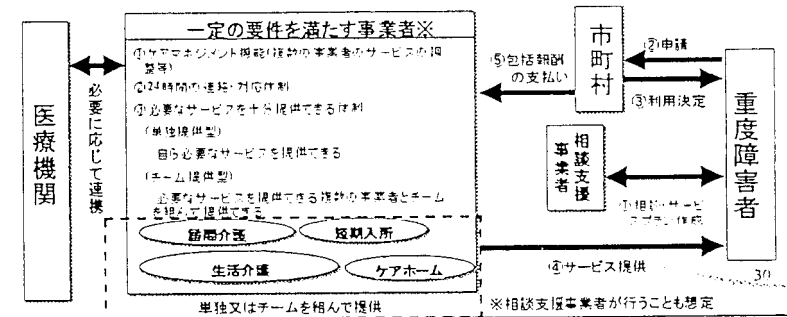 一定の要件を満たす事業者※
①ケアマネジメント機能(複数の事業者のサービスの調
整等)
②24時間の連絡・対応体制
③必要なサービスを十分提供できる体制
(単独提供型)
自ら必要なサービスを提供できる
(チーム提供型)
必要なサービスを提供できる複数の事業者とチーム
を組んで提供できる
訪問介護
短期入所
生活介護
ケアホーム
単独又はチームを組んで提供
医療機関
必要に応じて連携
市町村
⑤包括報酬
の支払い
②申請
③利用決定
重度障害者
相談支援
事業者
①相談・サービ
スプラン作成
④サービス提供
30
※相談支援事業者が行うことも想定